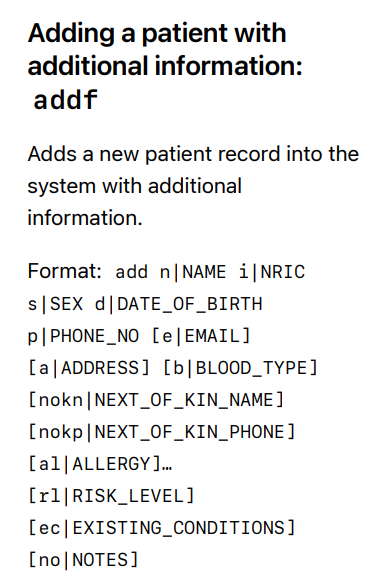 Adding a patient with
additional information:
addf
Adds a new patient record into the
system with additional
information.
Format: add n|NAME i|NRIC
s|SEX d|DATE_OF_BIRTH
p|PHONE_NO [e|EMAIL]
[a|ADDRESS] [b|BLOOD_TYPE]
[nokn|NEXT_OF_KIN_NAME]
[nokp|NEXT_OF_KIN_PHONE]
[al|ALLERGY]…
[rl|RISK_LEVEL]
[ec|EXISTING_CONDITIONS]
[no|NOTES]